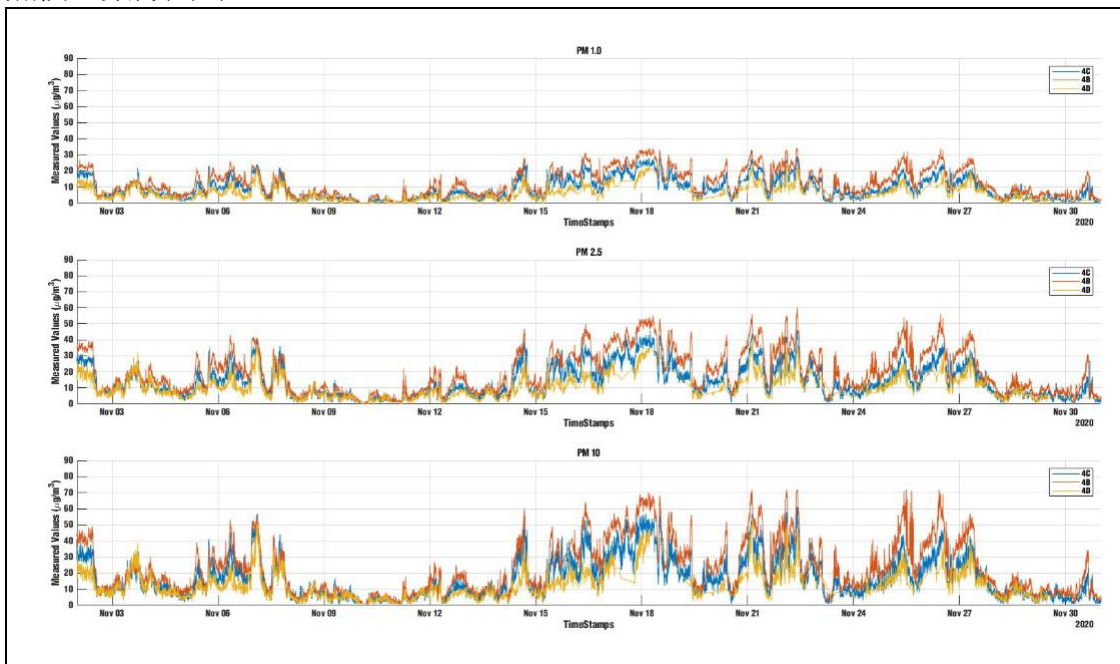 PM 1.0
90
80
70
60
50
40
30
20
10
0
Measured Values (μg/m³)
4C
4B
4D
Nov 03 Nov 06 Nov 09 Nov 12 Nov 15 Nov 18 Nov 21 Nov 24 Nov 27 Nov 30
TimeStamps 2020
PM 2.5
90
80
70
60
50
40
30
20
10
0
Measured Values (μg/m³)
4C
4B
4D
Nov 03 Nov 06 Nov 09 Nov 12 Nov 15 Nov 18 Nov 21 Nov 24 Nov 27 Nov 30
TimeStamps 2020
PM 10
90
80
70
60
50
40
30
20
10
0
Measured Values (μg/m³)
4C
4B
4D
Nov 03 Nov 06 Nov 09 Nov 12 Nov 15 Nov 18 Nov 21 Nov 24 Nov 27 Nov 30
TimeStamps 2020